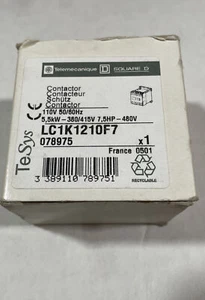 Telemecanique SQUARE D
Contactor
Contacteur
Schütz
Contactor
110V 50/60Hz
5,5kW-380/415V 7,5HP-480V
LC1K1210F7
078975 x1
France 0501
TeSys
CE
RECYCLABLE
3 389110 789751